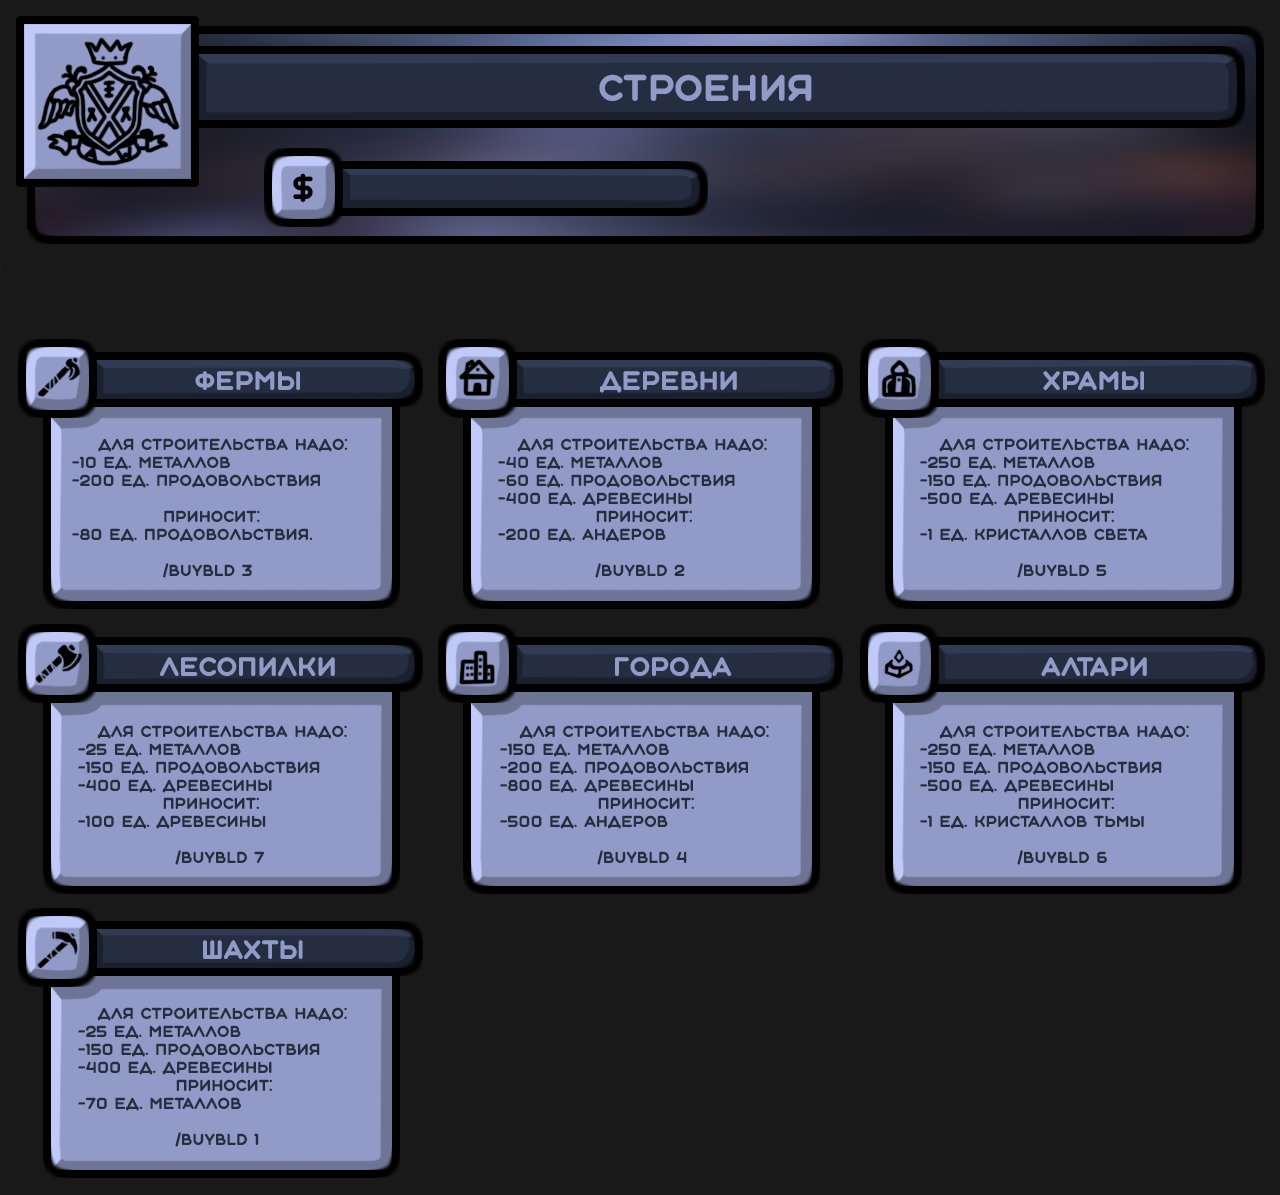 СТРОЕНИЯ
$
ФЕРМЫ
ДЛЯ СТРОИТЕЛЬСТВА НАДО:
-10 ЕД. МЕТАЛЛОВ
-200 ЕД. ПРОДОВОЛЬСТВИЯ
ПРИНОСИТ:
-80 ЕД. ПРОДОВОЛЬСТВИЯ.
/BUYBLD 3
ДЕРЕВНИ
ДЛЯ СТРОИТЕЛЬСТВА НАДО:
-40 ЕД. МЕТАЛЛОВ
-60 ЕД. ПРОДОВОЛЬСТВИЯ
-400 ЕД. ДРЕВЕСИНЫ
ПРИНОСИТ:
-200 ЕД. АНДЕРОВ
/BUYBLD 2
ХРАМЫ
ДЛЯ СТРОИТЕЛЬСТВА НАДО:
-250 ЕД. МЕТАЛЛОВ
-150 ЕД. ПРОДОВОЛЬСТВИЯ
-500 ЕД. ДРЕВЕСИНЫ
ПРИНОСИТ:
-1 ЕД. КРИСТАЛЛОВ СВЕТА
/BUYBLD 5
ЛЕСОПИЛКИ
ДЛЯ СТРОИТЕЛЬСТВА НАДО:
-25 ЕД. МЕТАЛЛОВ
-150 ЕД. ПРОДОВОЛЬСТВИЯ
-400 ЕД. ДРЕВЕСИНЫ
ПРИНОСИТ:
-100 ЕД. ДРЕВЕСИНЫ
/BUYBLD 7
ГОРОДА
ДЛЯ СТРОИТЕЛЬСТВА НАДО:
-150 ЕД. МЕТАЛЛОВ
-200 ЕД. ПРОДОВОЛЬСТВИЯ
-800 ЕД. ДРЕВЕСИНЫ
ПРИНОСИТ:
-500 ЕД. АНДЕРОВ
/BUYBLD 4
АЛТАРИ
ДЛЯ СТРОИТЕЛЬСТВА НАДО:
-250 ЕД. МЕТАЛЛОВ
-150 ЕД. ПРОДОВОЛЬСТВИЯ
-500 ЕД. ДРЕВЕСИНЫ
ПРИНОСИТ:
-1 ЕД. КРИСТАЛЛОВ ТЬМЫ
/BUYBLD 6
ШАХТЫ
ДЛЯ СТРОИТЕЛЬСТВА НАДО:
-25 ЕД. МЕТАЛЛОВ
-150 ЕД. ПРОДОВОЛЬСТВИЯ
-400 ЕД. ДРЕВЕСИНЫ
ПРИНОСИТ:
-70 ЕД. МЕТАЛЛОВ
/BUYBLD 1